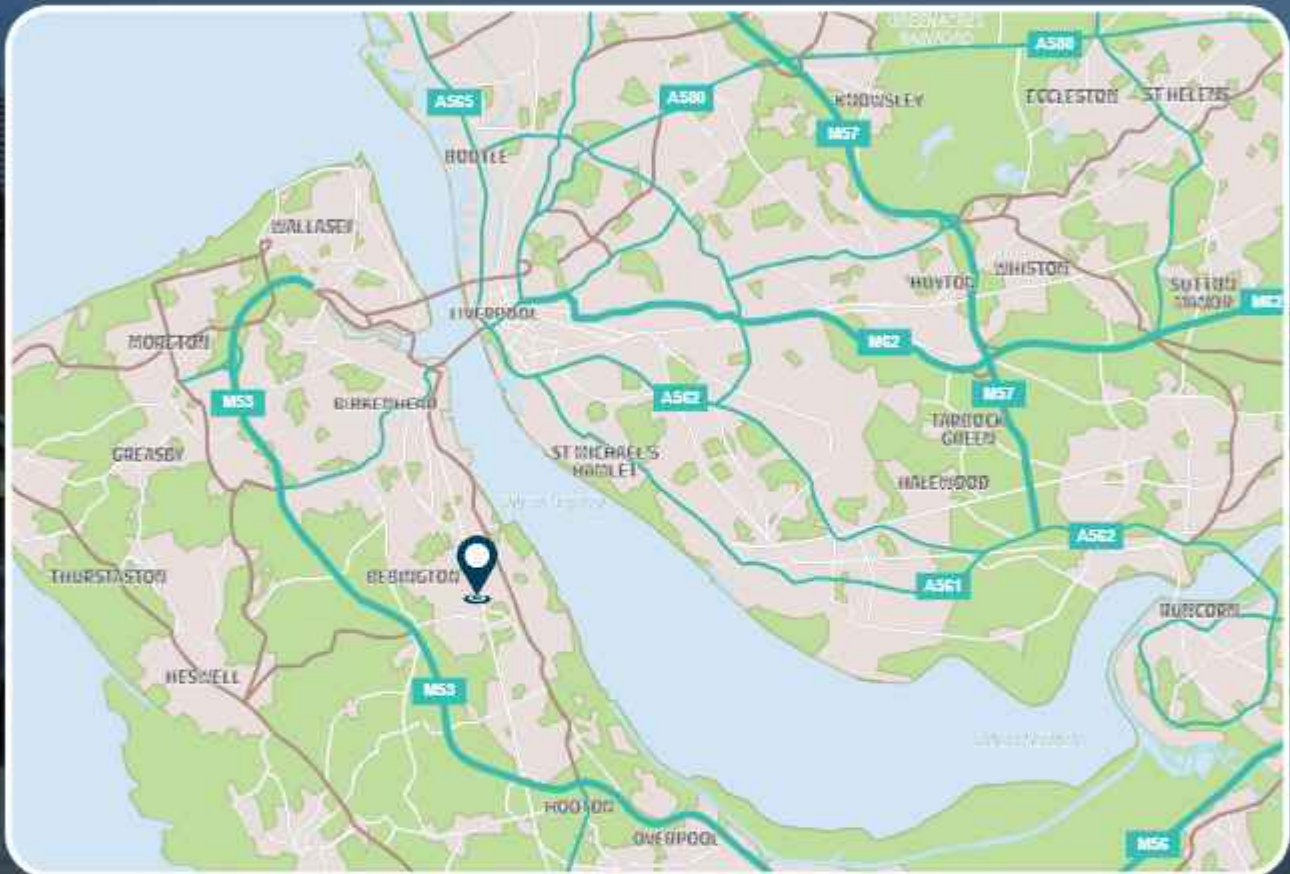 A580
A565
A580
ECCLESTON
ST HELENS
KNOWSLEY
M57
BOOTLE
WALLASEY
HUYTON
WHISTON
SUTTON
MANOR
M62
LIVERPOOL
MORETON
M62
M53
BIRKENHEAD
A562
M57
TARBOCK
GREEN
GREASBY
ST MICHAEL'S
HAMLET
HALEWOOD
A562
THURSTASTON
BEBINGTON
A561
RUNCORN
HESWELL
M53
HOOTON
OVERPOOL
M56